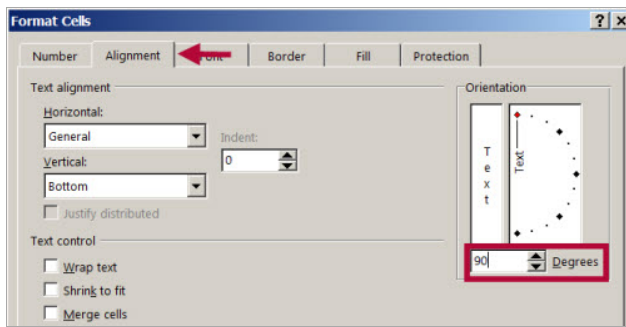 Format Cells
Number Alignment Border Fill Protection
Text alignment
Horizontal:
General
Indent:
0
Vertical:
Bottom
Justify distributed
Text control
Wrap text
Shrink to fit
Merge cells
Orientation
Text
Text
90 Degrees